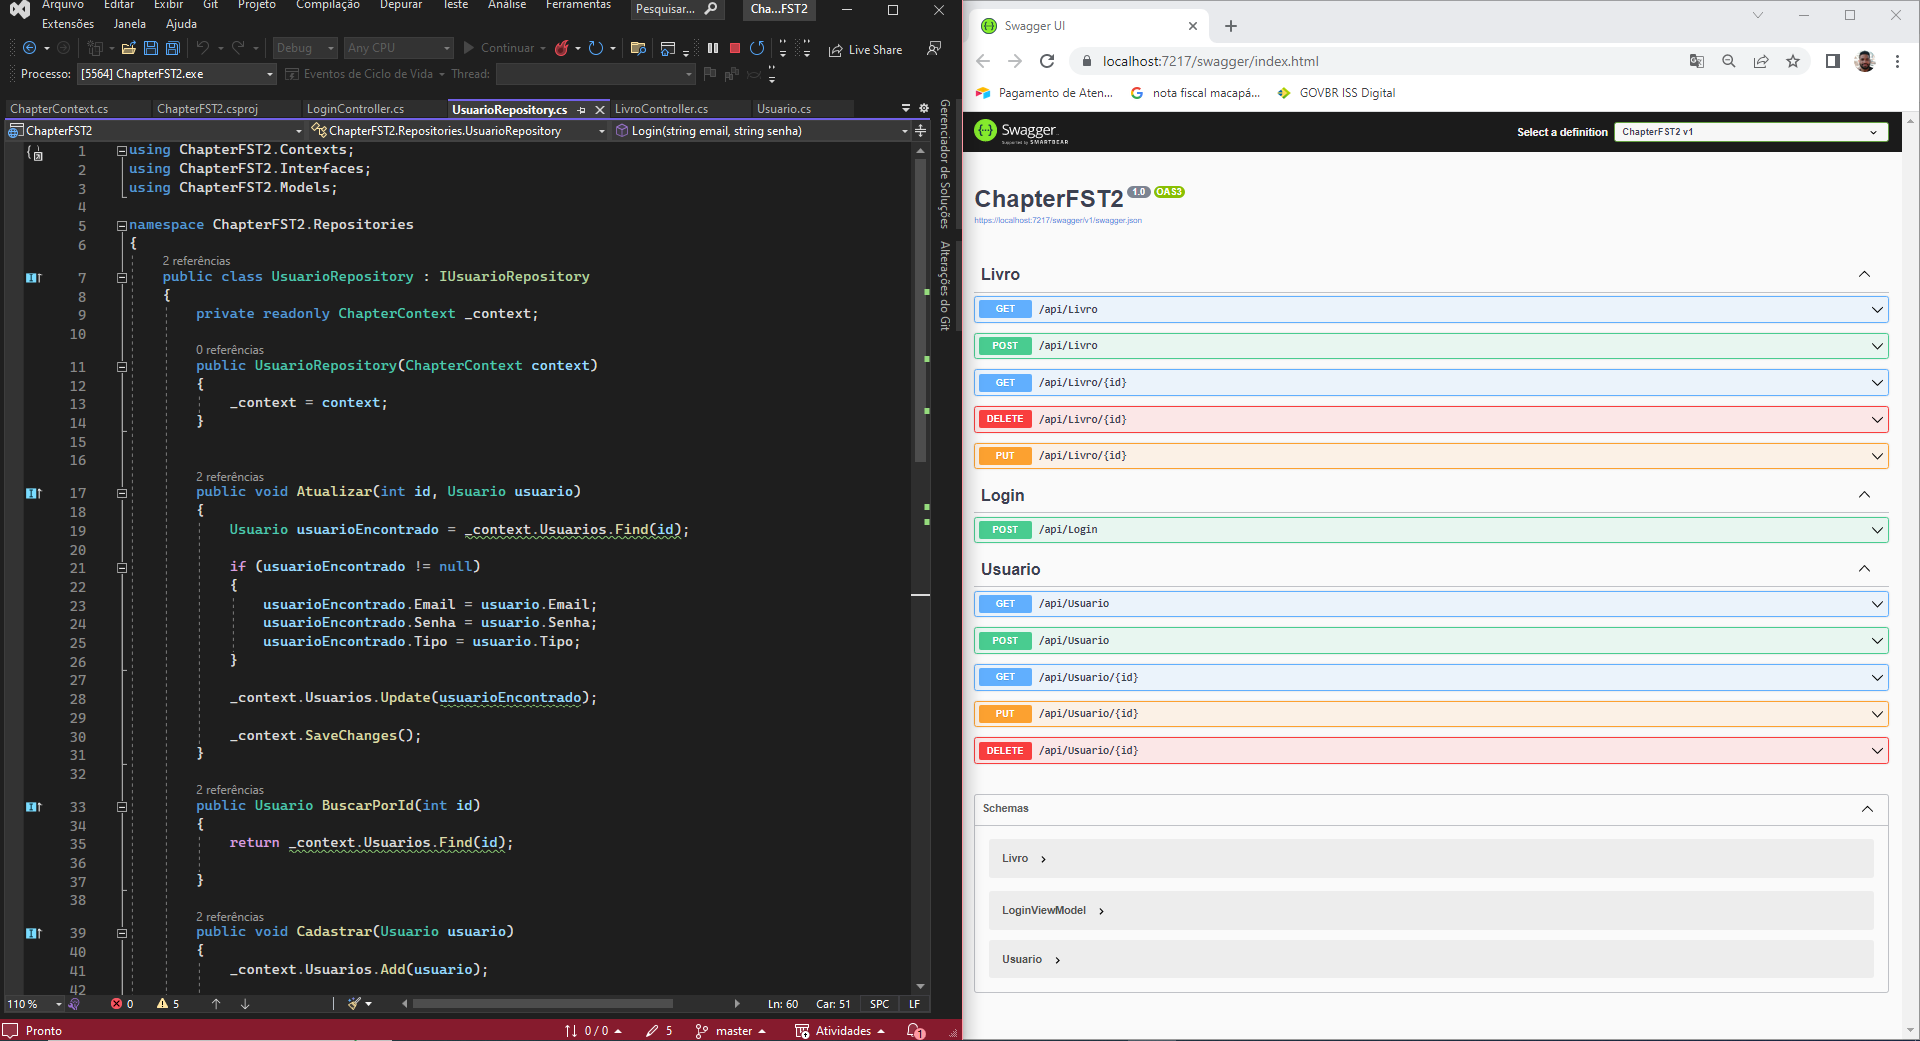 Arquivo Editar Exibir Git Projeto Compilação Depurar Teste Análise Ferramentas Pesquisar... Cha...FST2
Extensões Janela Ajuda
Debug Any CPU Continuar Live Share
Processo: [5564] ChapterFST2.exe Eventos de Ciclo de Vida Thread:
ChapterContext.cs ChapterFST2.csproj LoginController.cs UsuarioRepository.cs LivroController.cs Usuario.cs
ChapterFST2 ChapterFST2.Repositories.UsuarioRepository Login(string email, string senha)
1 using ChapterFST2.Contexts;
2 using ChapterFST2.Interfaces;
3 using ChapterFST2.Models;
4
5 namespace ChapterFST2.Repositories
6 {
2 referências
7 public class UsuarioRepository : IUsuarioRepository
8 {
9 private readonly ChapterContext _context;
10
0 referências
11 public UsuarioRepository(ChapterContext context)
12 {
13 _context = context;
14 }
15
16
2 referências
17 public void Atualizar(int id, Usuario usuario)
18 {
19 Usuario usuarioEncontrado = _context.Usuarios.Find(id);
20
21 if (usuarioEncontrado != null)
22 {
23 usuarioEncontrado.Email = usuario.Email;
24 usuarioEncontrado.Senha = usuario.Senha;
25 usuarioEncontrado.Tipo = usuario.Tipo;
26 }
27
28 _context.Usuarios.Update(usuarioEncontrado);
29
30 _context.SaveChanges();
31 }
32
2 referências
33 public Usuario BuscarPorId(int id)
34 {
35 return _context.Usuarios.Find(id);
36
37 }
38
2 referências
39 public void Cadastrar(Usuario usuario)
40 {
41 _context.Usuarios.Add(usuario);
42
110 % 0 5 Ln: 60 Car: 51 SPC LF
Pronto 0 / 0 5 master Atividades 1
Gerenciador de Soluções
Alterações do Git
Swagger UI
localhost:7217/swagger/index.html
Pagamento de Aten... nota fiscal macapá... GOVBR ISS Digital
Swagger
Supported by SMARTBEAR
Select a definition ChapterFST2 v1
ChapterFST2 1.0 OAS3
https://localhost:7217/swagger/v1/swagger.json
Livro
GET /api/Livro
POST /api/Livro
GET /api/Livro/{id}
DELETE /api/Livro/{id}
PUT /api/Livro/{id}
Login
POST /api/Login
Usuario
GET /api/Usuario
POST /api/Usuario
GET /api/Usuario/{id}
PUT /api/Usuario/{id}
DELETE /api/Usuario/{id}
Schemas
Livro
LoginViewModel
Usuario